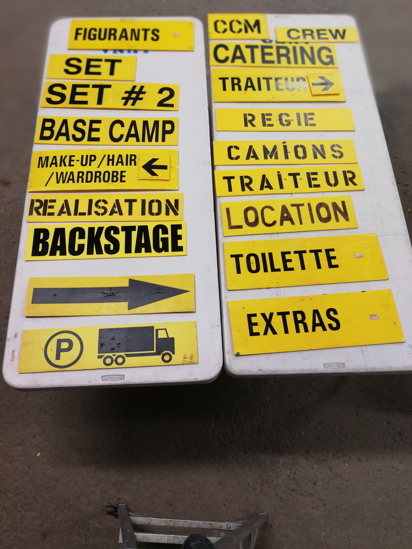 FIGURANTS
SET
SET # 2
BASE CAMP
MAKE-UP/HAIR
/WARDROBE
REALISATION
BACKSTAGE
P
CCM
CREW
CATERING
TRAITEUR
REGIE
CAMIONS
TRAITEUR
LOCATION
TOILETTE
EXTRAS